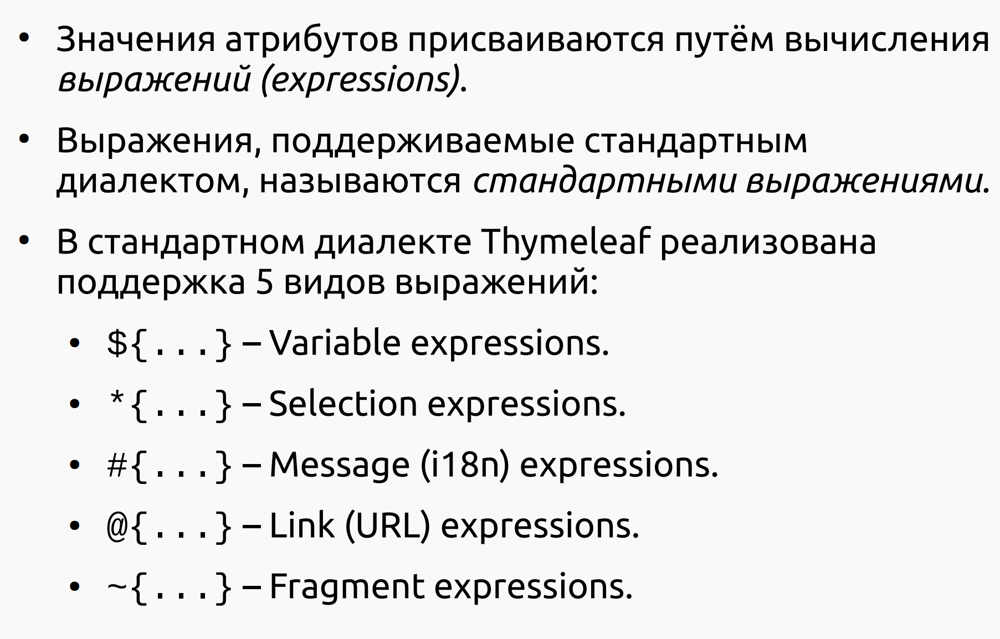 • Значения атрибутов присваиваются путём вычисления
выражений (expressions).
• Выражения, поддерживаемые стандартным
диалектом, называются стандартными выражениями.
• В стандартном диалекте Thymeleaf реализована
поддержка 5 видов выражений:
• ${...} – Variable expressions.
• *{...} – Selection expressions.
• #{...} – Message (i18n) expressions.
• @{...} – Link (URL) expressions.
• ~{...} – Fragment expressions.